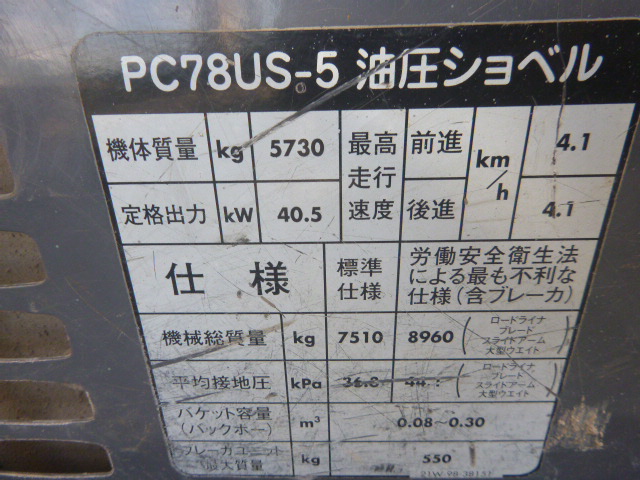 PC78US-5 油圧ショベル
機体質量 kg 5730 最高走行速度 前進 km/h 4.1
定格出力 kW 40.5 後進 4.1
仕様 標準仕様 労働安全衛生法
による最も不利な
仕様(含ブレーカ)
機械総質量 kg 7510 8960 (ロードライナ
ブレード
スライドアーム
大型ウエイト)
平均接地圧 kPa (ロードライナ
ブレード
スライドアーム
大型ウエイト)
バケット容量
(バックホー) m³ 0.08~0.30
ブレーカユニット
最大質量 kg 550